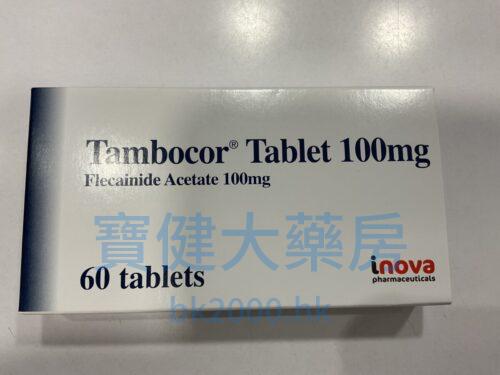 Tambocor® Tablet 100mg
Flecainide Acetate 100mg
寶健大藥房
60 tablets
inova
pharmaceuticals
bk2000.hk